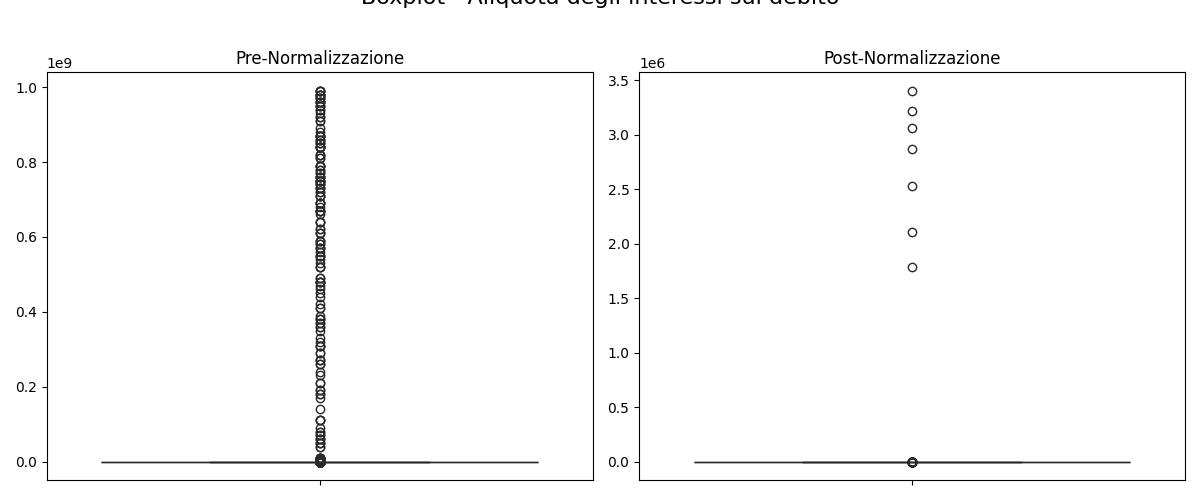 Boxplot - Aliquota degli interessi sul debito
Pre-Normalizzazione
Post-Normalizzazione
1e9
1e6
1.0
0.8
0.6
0.4
0.2
0.0
3.5
3.0
2.5
2.0
1.5
1.0
0.5
0.0